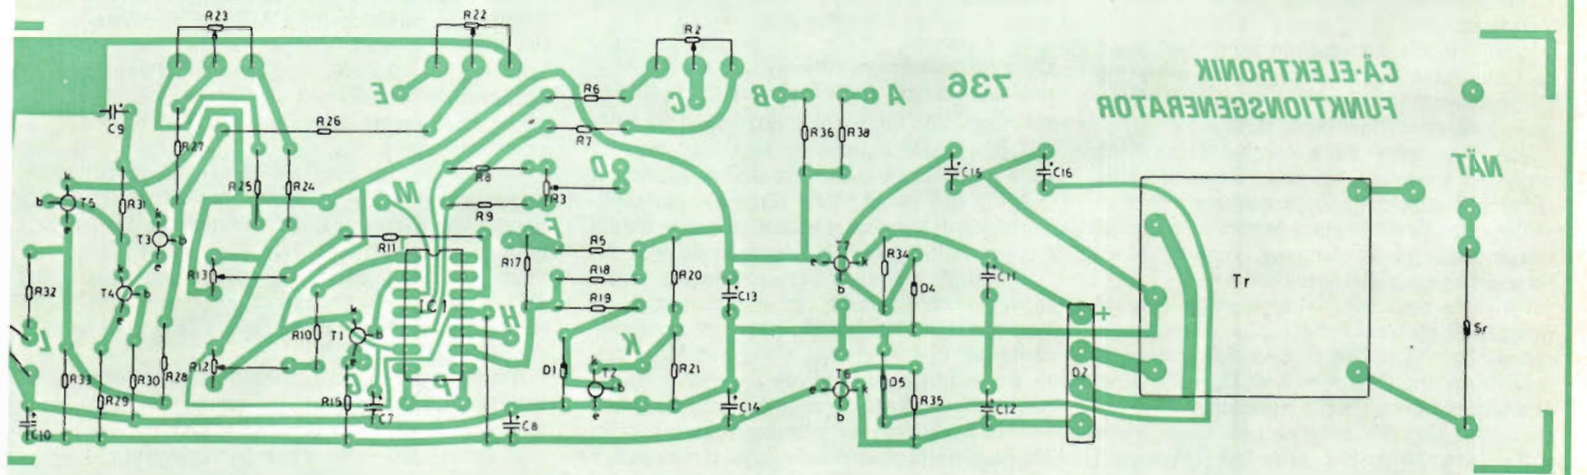 R23
R22
R2
CÄ-ELEKTRONIK
FUNKTIONSGENERATOR
736
E
C
B
A
R6
C9
R26
R7
R36
R38
R27
NÄT
D
R8
C15
C16
R25
R24
R3
k
b
T5
e
R31
M
R9
k
T3
b
e
F
R11
R5
T7
e
k
b
R13
R17
R18
R20
R34
D4
C11
Tr
R32
k
T4
b
e
IC1
R19
C13
H
+
L
R10
k
T1
b
e
K
Sr
R12
D1
k
T2
b
e
R21
T6
e
k
b
D5
D2
R33
R30
R28
G
P
R29
R15
C7
C14
R35
C12
C10
C8